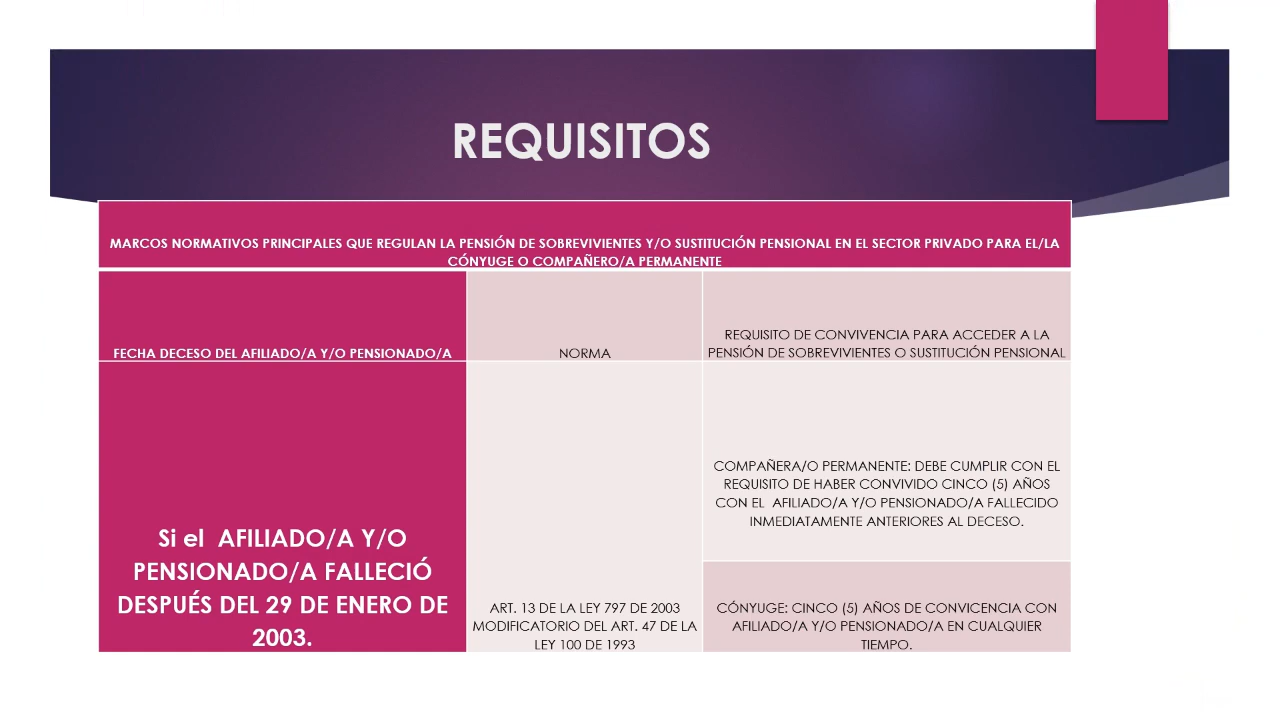 REQUISITOS
MARCOS NORMATIVOS PRINCIPALES QUE REGULAN LA PENSIÓN DE SOBREVIVIENTES Y/O SUSTITUCIÓN PENSIONAL EN EL SECTOR PRIVADO PARA EL/LA
CÓNYUGE O COMPAÑERO/A PERMANENTE
FECHA DECESO DEL AFILIADO/A Y/O PENSIONADO/A
NORMA
REQUISITO DE CONVIVENCIA PARA ACCEDER A LA
PENSIÓN DE SOBREVIVIENTES O SUSTITUCIÓN PENSIONAL
Si el  AFILIADO/A Y/O
PENSIONADO/A FALLECIÓ
DESPUÉS DEL 29 DE ENERO DE
2003.
ART. 13 DE LA LEY 797 DE 2003
MODIFICATORIO DEL ART. 47 DE LA
LEY 100 DE 1993
COMPAÑERA/O PERMANENTE: DEBE CUMPLIR CON EL
REQUISITO DE HABER CONVIVIDO CINCO (5) AÑOS
CON EL  AFILIADO/A Y/O PENSIONADO/A FALLECIDO
INMEDIATAMENTE ANTERIORES AL DECESO.
CÓNYUGE: CINCO (5) AÑOS DE CONVICENCIA CON
AFILIADO/A Y/O PENSIONADO/A EN CUALQUIER
TIEMPO.